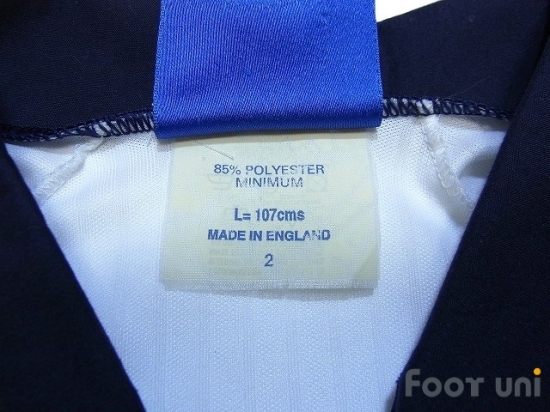 85% POLYESTER
MINIMUM
L= 107cms
MADE IN ENGLAND
2
FOOT uni